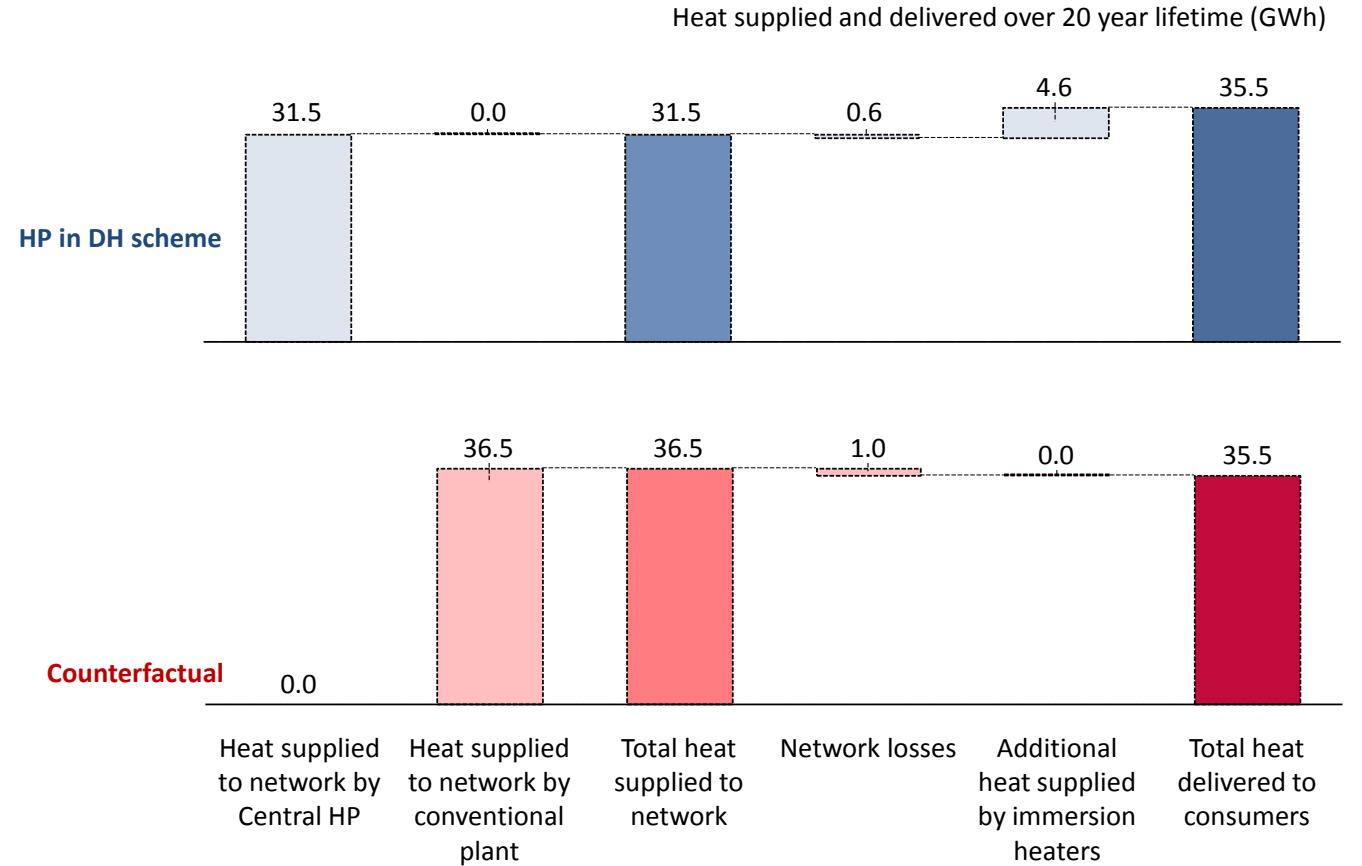 Heat supplied and delivered over 20 year lifetime (GWh)
31.5
0.0
31.5
0.6
4.6
35.5
HP in DH scheme
36.5
36.5
1.0
0.0
35.5
Counterfactual
0.0
Heat supplied
to network by
Central HP
Heat supplied
to network by
conventional
plant
Total heat
supplied to
network
Network losses
Additional
heat supplied
by immersion
heaters
Total heat
delivered to
consumers